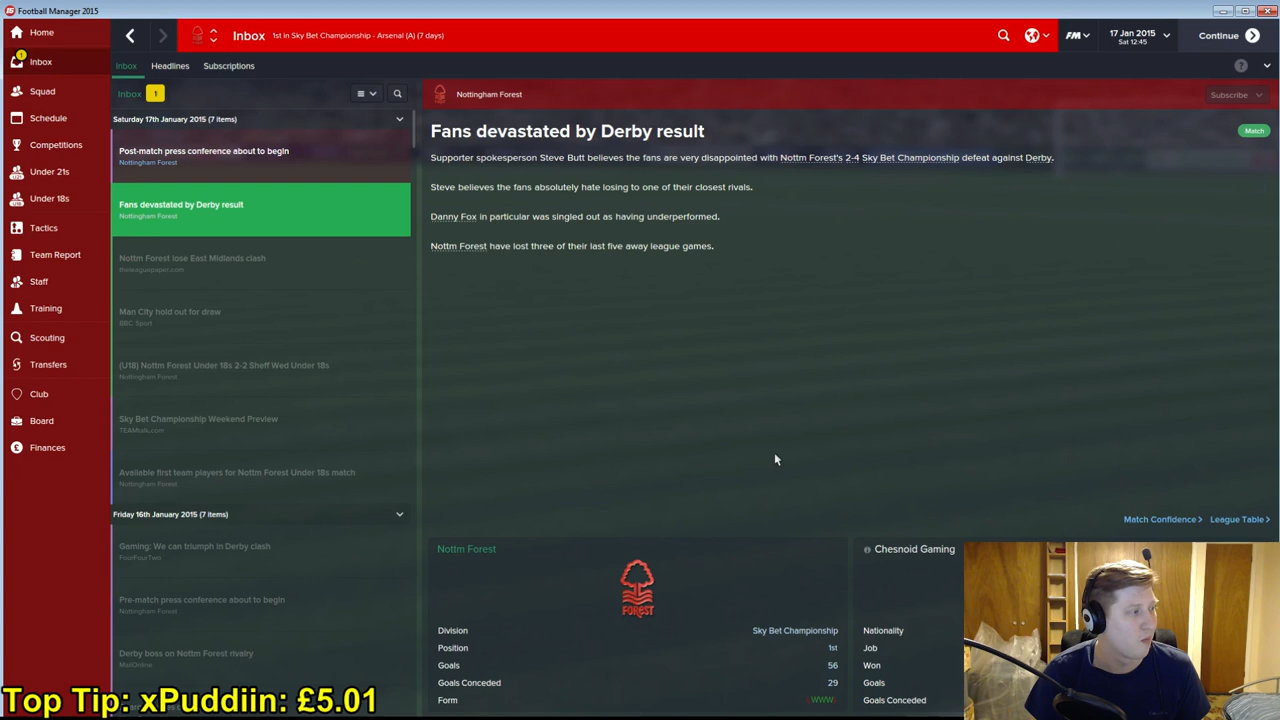 Football Manager 2015
Home
Inbox
1st in Sky Bet Championship - Arsenal (A) (7 days)
FM
17 Jan 2015
Sat 12:45
Continue
1
Inbox
Squad
Schedule
Competitions
Under 21s
Under 18s
Tactics
Team Report
Staff
Training
Scouting
Transfers
Club
Board
Finances
Inbox
Headlines
Subscriptions
Inbox 1
Saturday 17th January 2015 (7 items)
Post-match press conference about to begin
Nottingham Forest
Fans devastated by Derby result
Nottingham Forest
Nottm Forest lose East Midlands clash
theleaguepaper.com
Man City hold out for draw
BBC Sport
(U18) Nottm Forest Under 18s 2-2 Sheff Wed Under 18s
Nottingham Forest
Sky Bet Championship Weekend Preview
TEAMtalk.com
Available first team players for Nottm Forest Under 18s match
Nottingham Forest
Friday 16th January 2015 (7 items)
Gaming: We can triumph in Derby clash
FourFourTwo
Pre-match press conference about to begin
Nottingham Forest
Derby boss on Nottm Forest rivalry
MailOnline
Nottingham Forest
Subscribe
Fans devastated by Derby result
Match
Supporter spokesperson Steve Butt believes the fans are very disappointed with Nottm Forest's 2-4 Sky Bet Championship defeat against Derby.
Steve believes the fans absolutely hate losing to one of their closest rivals.
Danny Fox in particular was singled out as having underperformed.
Nottm Forest have lost three of their last five away league games.
Match Confidence
League Table
Nottm Forest
FOREST
Division Sky Bet Championship
Position 1st
Goals 56
Goals Conceded 29
Form
Chesnoid Gaming
Nationality
Job
Won
Goals
Goals Conceded
Top Tip: xPuddiin: £5.01